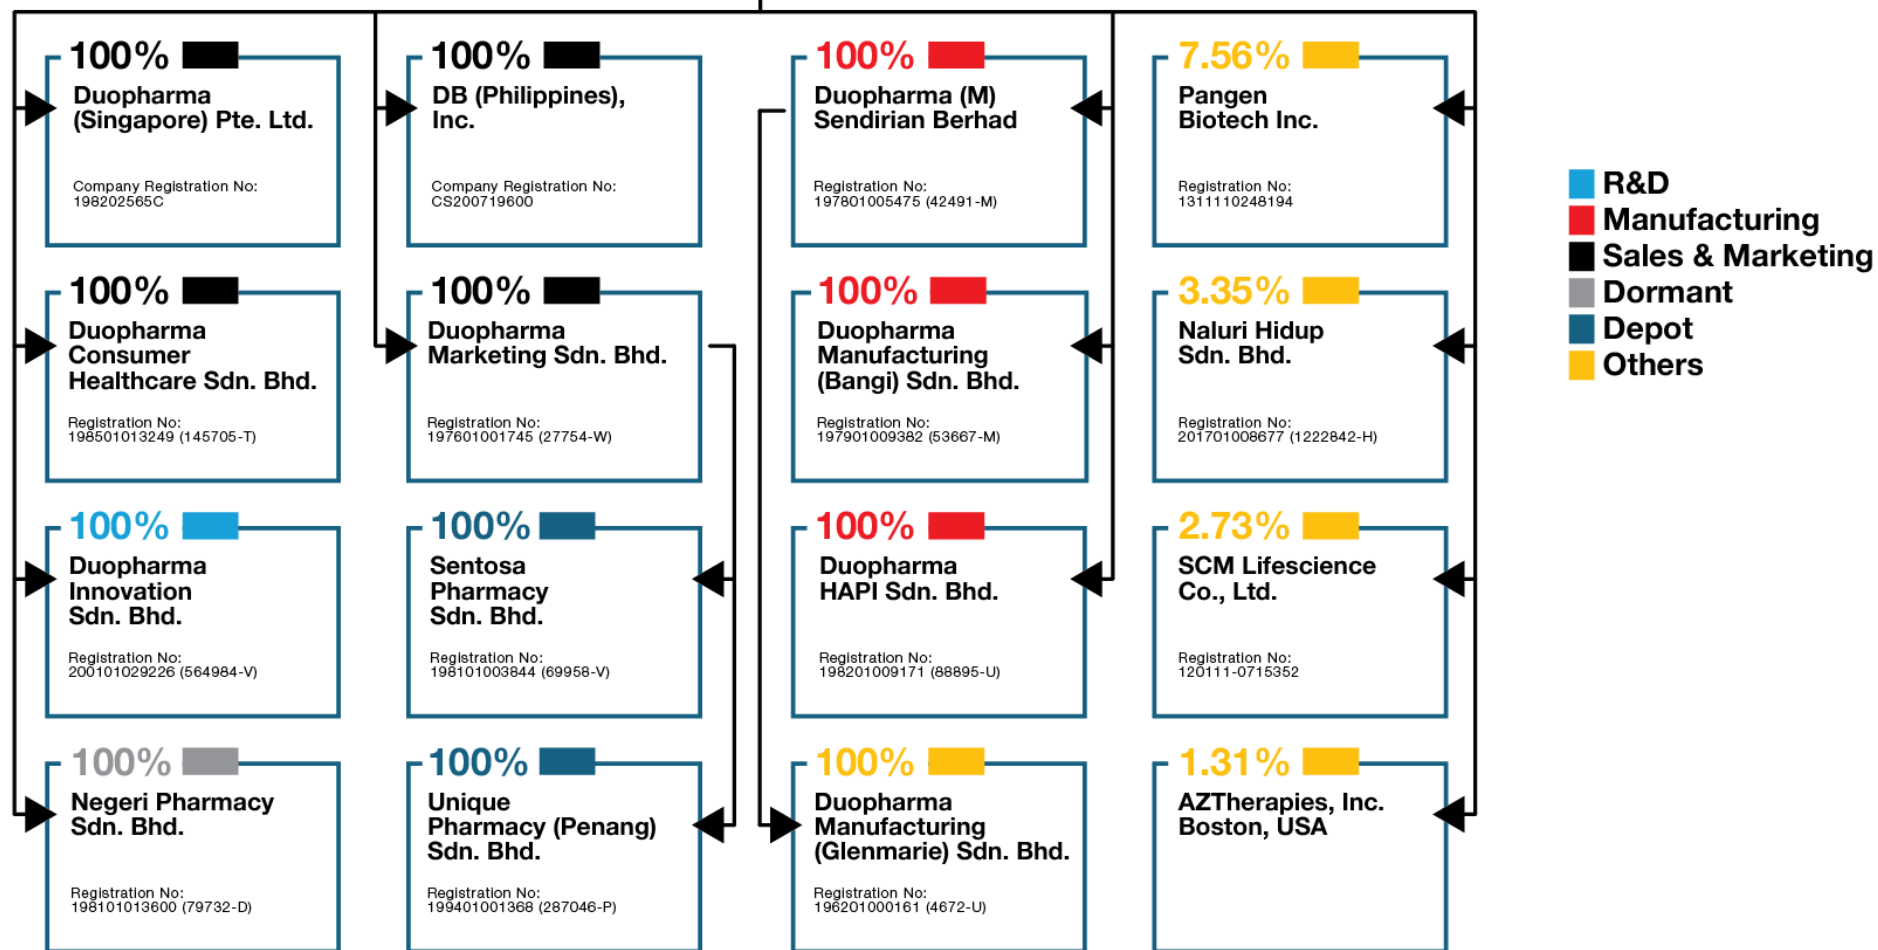 100%
Duopharma
(Singapore) Pte. Ltd.
Company Registration No:
198202565C
100%
DB (Philippines),
Inc.
Company Registration No:
CS200719600
100%
Duopharma (M)
Sendirian Berhad
Registration No:
197801005475 (42491-M)
7.56%
Pangen
Biotech Inc.
Registration No:
1311110248194
100%
Duopharma
Consumer
Healthcare Sdn. Bhd.
Registration No:
198501013249 (145705-T)
100%
Duopharma
Marketing Sdn. Bhd.
Registration No:
197601001745 (27754-W)
100%
Duopharma
Manufacturing
(Bangi) Sdn. Bhd.
Registration No:
197901009382 (53667-M)
3.35%
Naluri Hidup
Sdn. Bhd.
Registration No:
201701008677 (1222842-H)
100%
Duopharma
Innovation
Sdn. Bhd.
Registration No:
200101029226 (564984-V)
100%
Sentosa
Pharmacy
Sdn. Bhd.
Registration No:
198101003844 (69958-V)
100%
Duopharma
HAPI Sdn. Bhd.
Registration No:
198201009171 (88895-U)
2.73%
SCM Lifescience
Co., Ltd.
Registration No:
120111-0715352
100%
Negeri Pharmacy
Sdn. Bhd.
Registration No:
198101013600 (79732-D)
100%
Unique
Pharmacy (Penang)
Sdn. Bhd.
Registration No:
199401001368 (287046-P)
100%
Duopharma
Manufacturing
(Glenmarie) Sdn. Bhd.
Registration No:
196201000161 (4672-U)
1.31%
AZTherapies, Inc.
Boston, USA
R&D
Manufacturing
Sales & Marketing
Dormant
Depot
Others